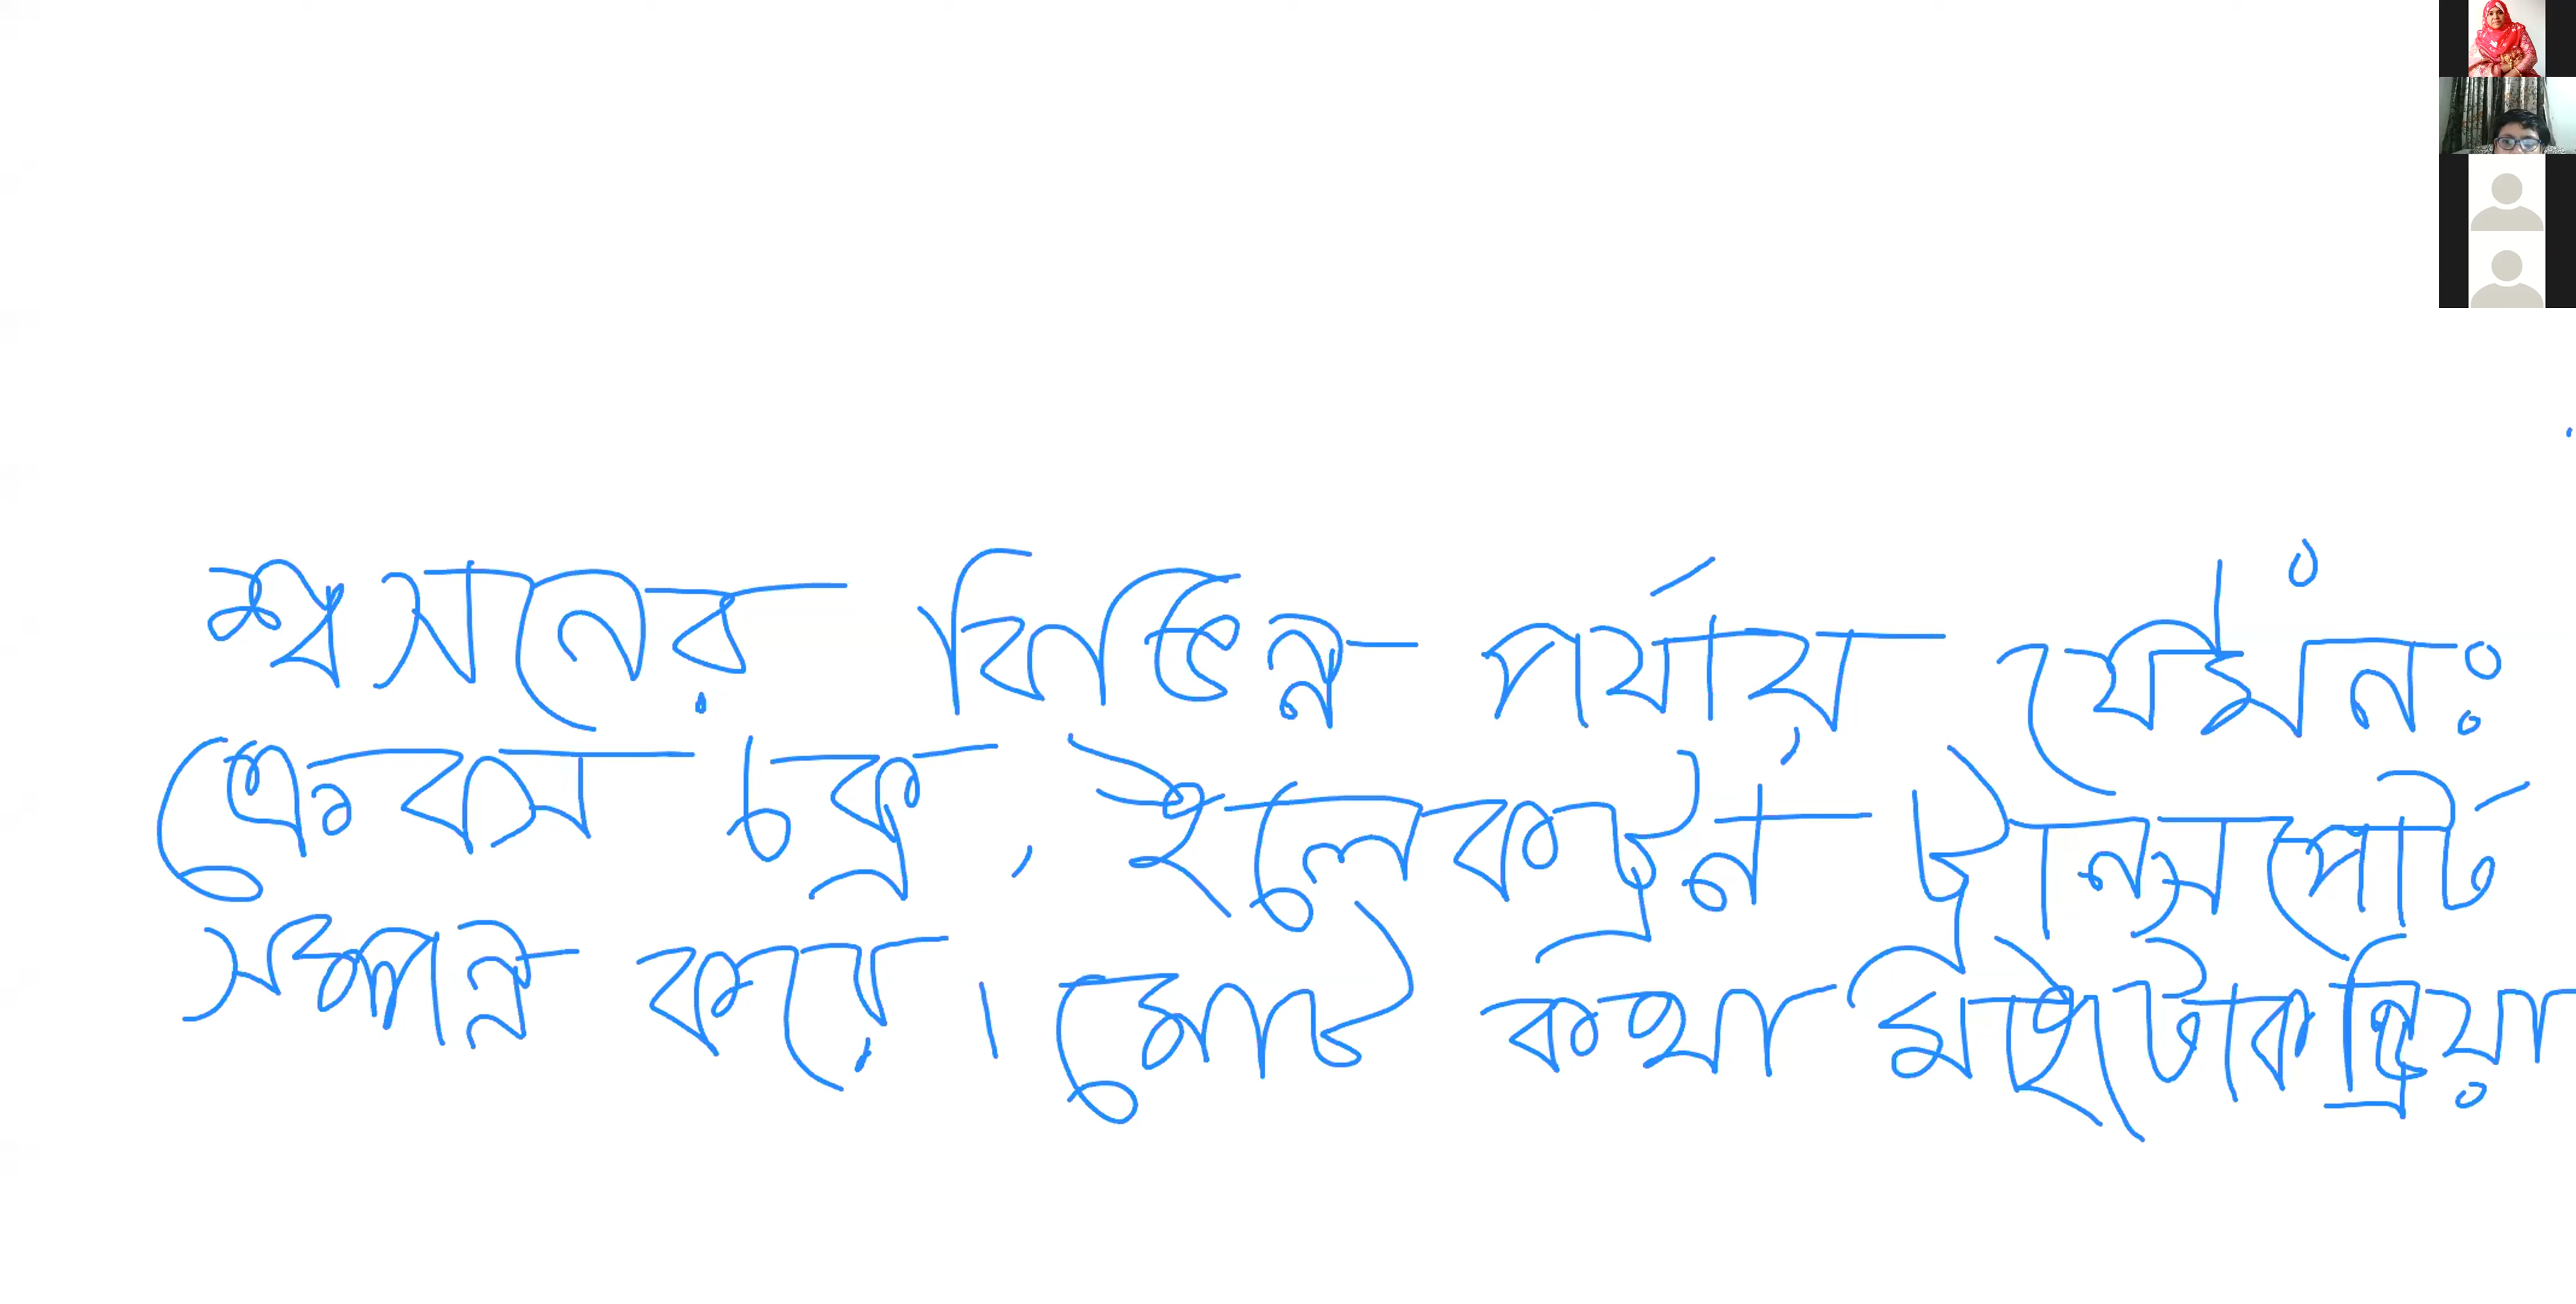 শ্বসনের বিভিন্ন পর্যায় যেমনঃ
ক্রেবস চক্র, ইলেকট্রন ট্রান্সপোর্ট
সম্পন্ন করে। মোট কথা মাইটোকন্ড্রিয়া